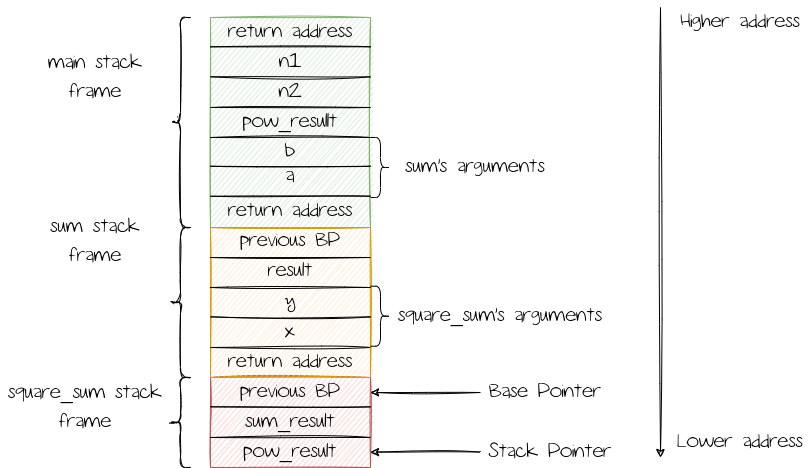 return address
Higher address
main stack
frame
n1
n2
pow_result
b
a
sum's arguments
return address
sum stack
frame
previous BP
result
y
x
square_sum's arguments
return address
square_sum stack
frame
previous BP
Base Pointer
sum_result
pow_result
Stack Pointer
Lower address